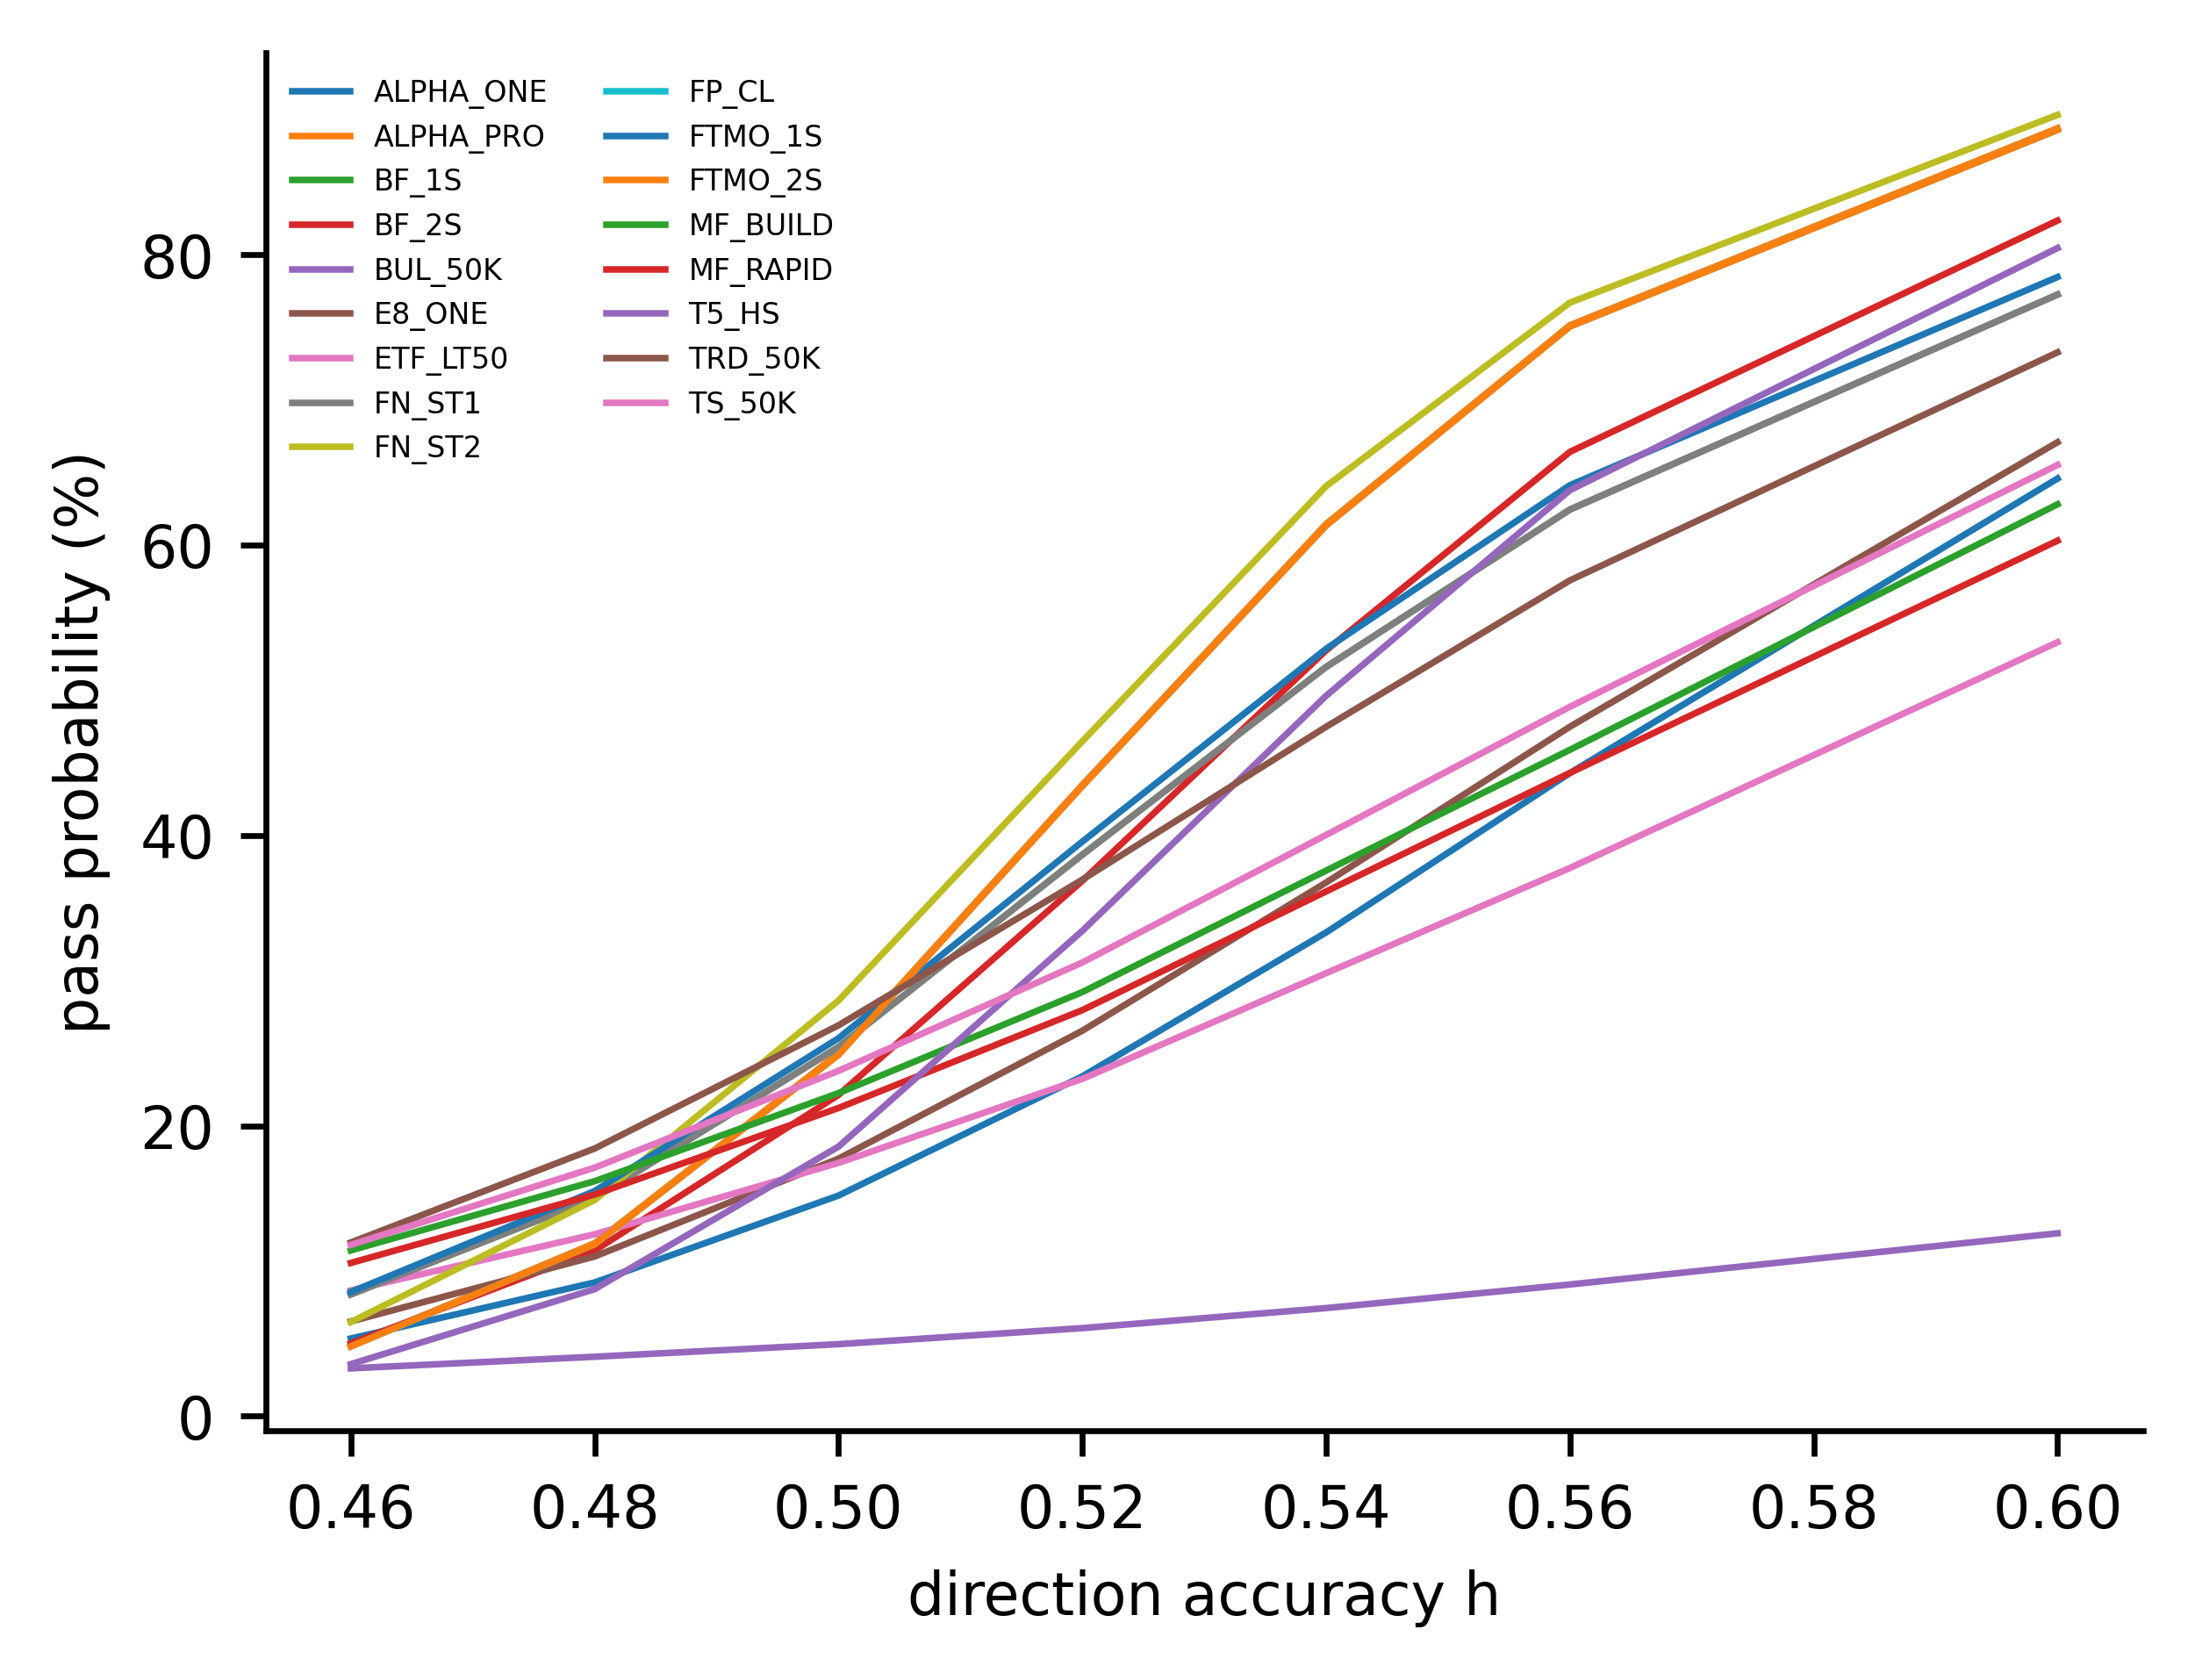 ALPHA_ONE
ALPHA_PRO
BF_1S
BF_2S
BUL_50K
E8_ONE
ETF_LT50
FN_ST1
FN_ST2
FP_CL
FTMO_1S
FTMO_2S
MF_BUILD
MF_RAPID
T5_HS
TRD_50K
TS_50K
pass probability (%)
80
60
40
20
0
0.46 0.48 0.50 0.52 0.54 0.56 0.58 0.60
direction accuracy h